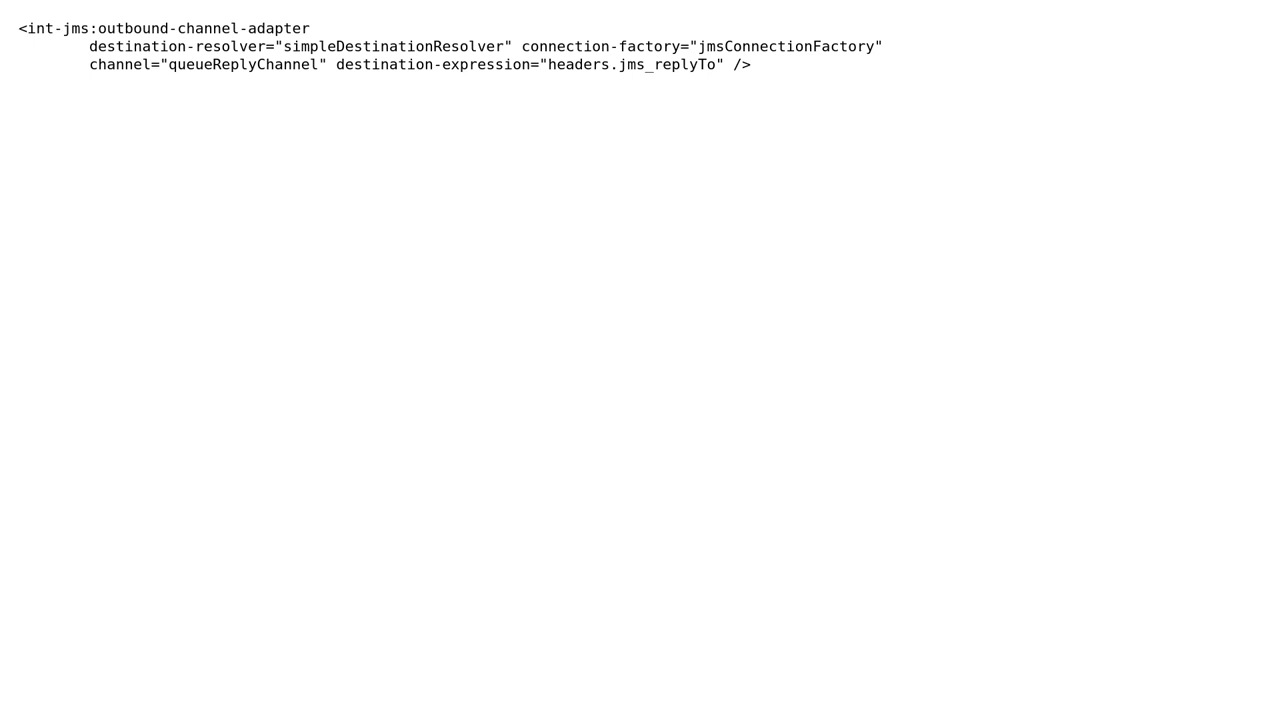 <int-jms:outbound-channel-adapter
        destination-resolver="simpleDestinationResolver" connection-factory="jmsConnectionFactory"
        channel="queueReplyChannel" destination-expression="headers.jms_replyTo" />